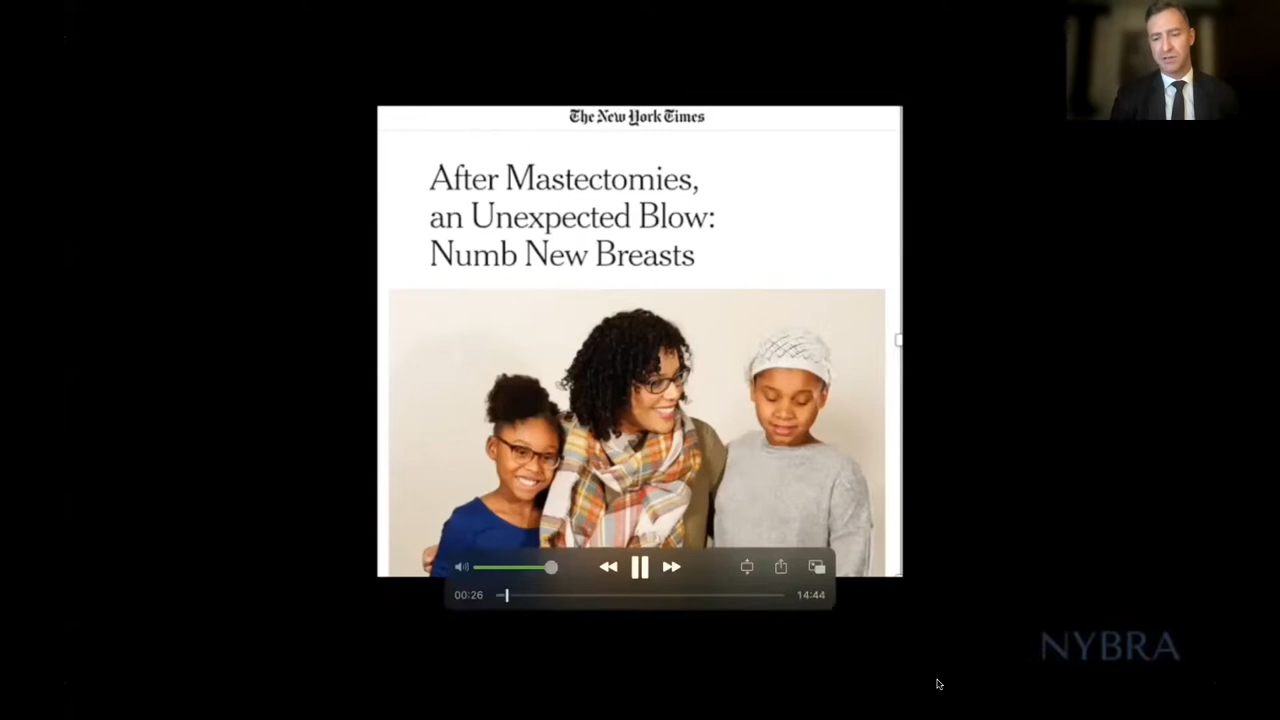 The New York Times
After Mastectomies,
an Unexpected Blow:
Numb New Breasts
00:26
14:44
NYBRA